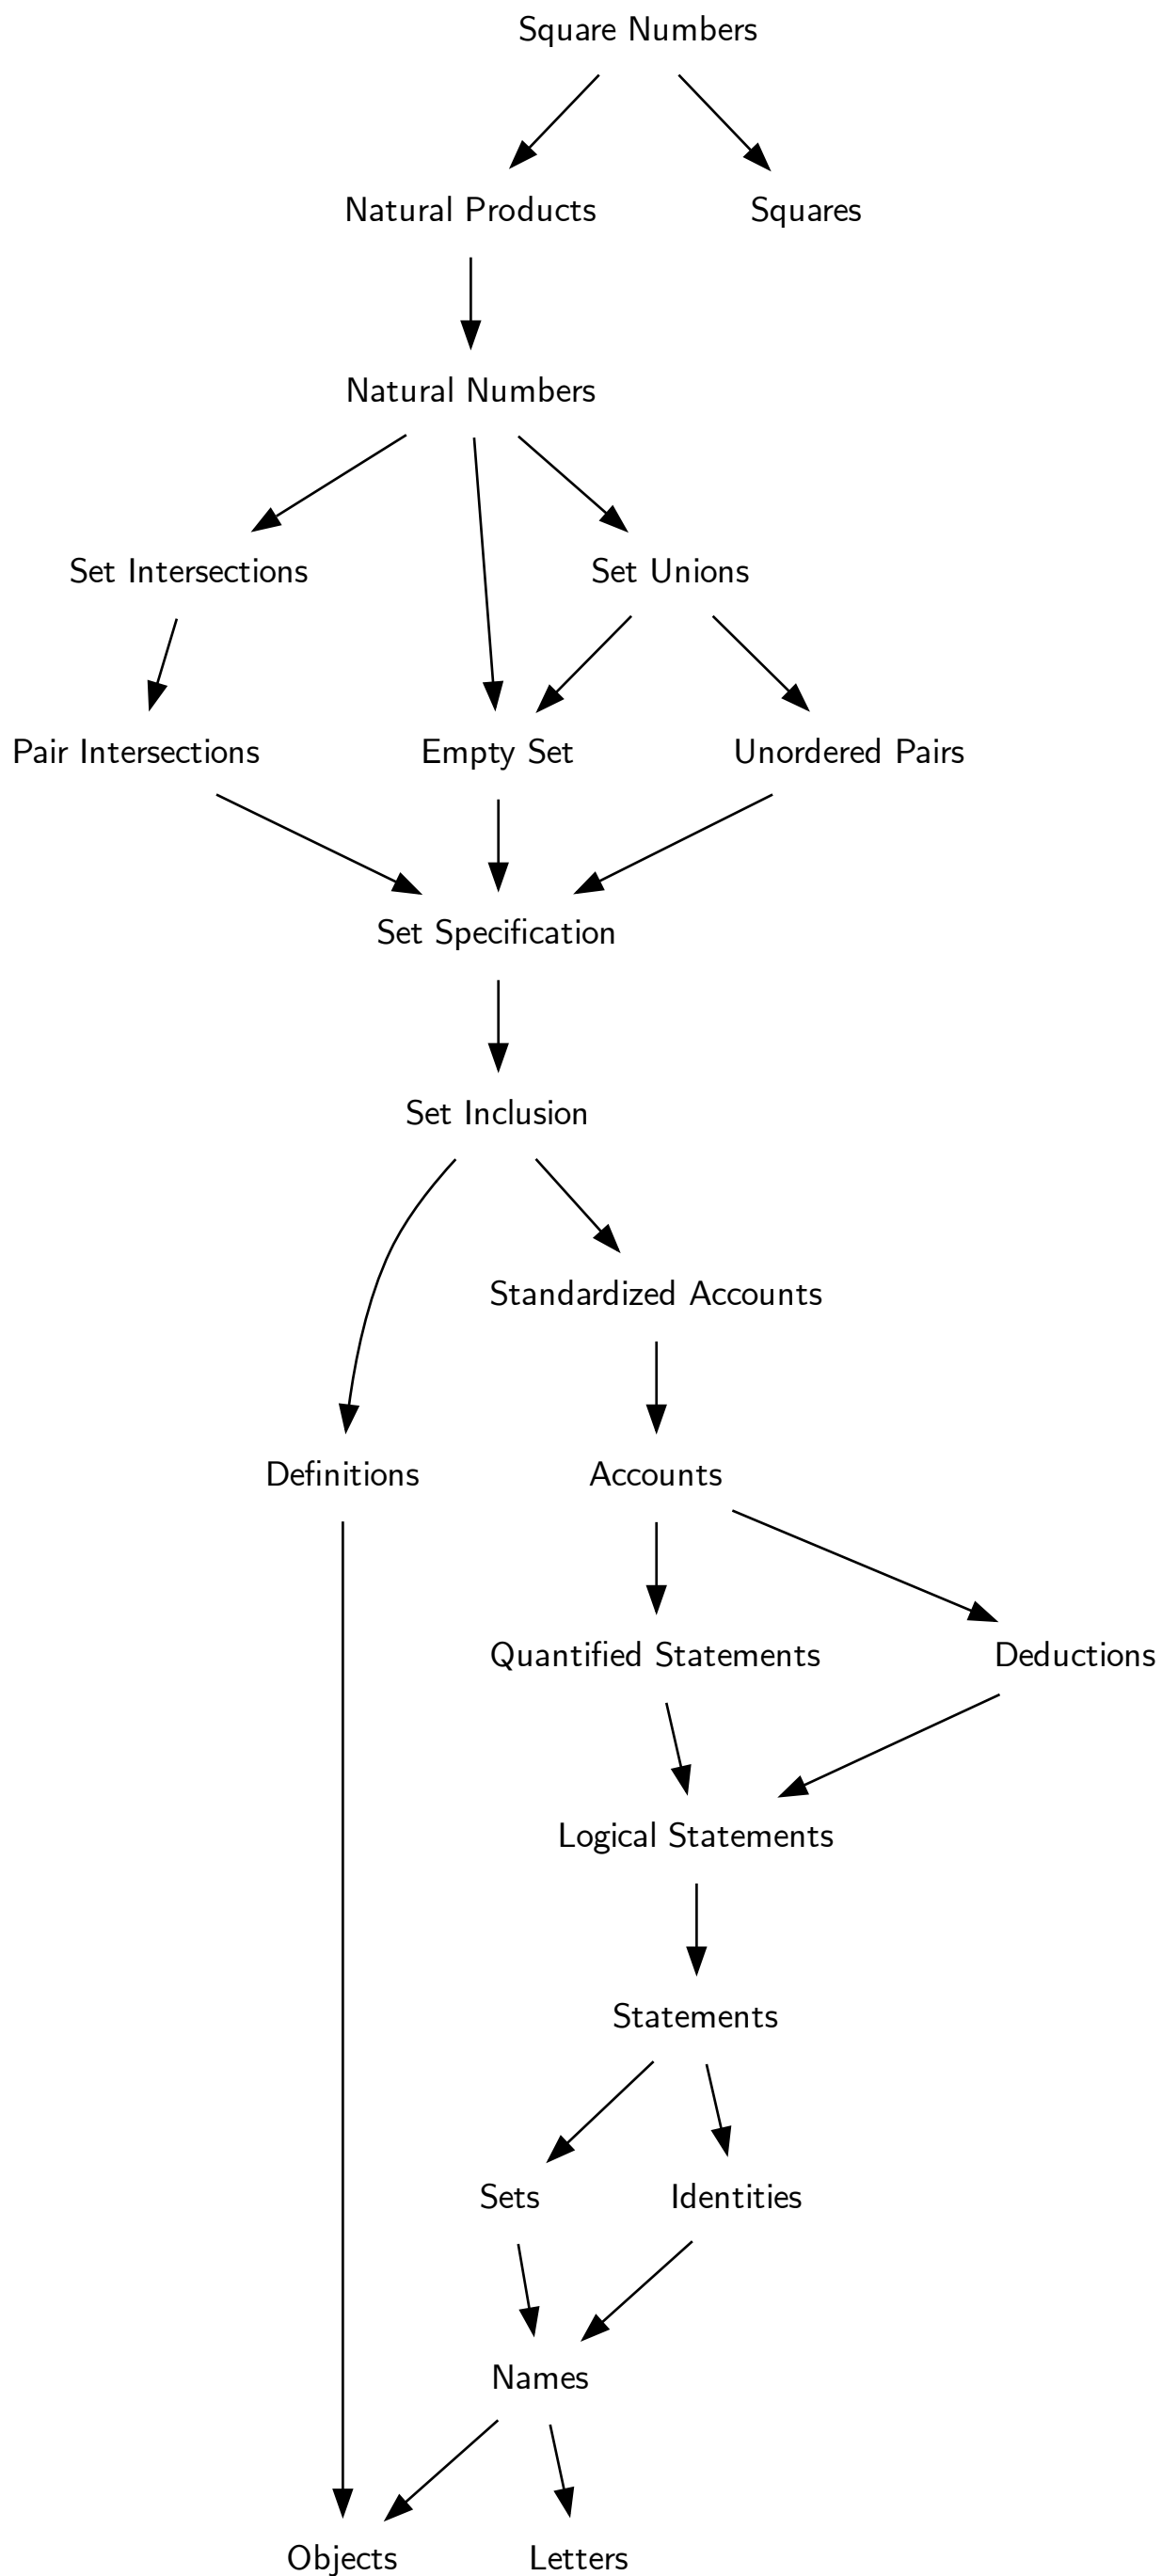 Square Numbers
Natural Products
Squares
Natural Numbers
Set Intersections
Set Unions
Pair Intersections
Empty Set
Unordered Pairs
Set Specification
Set Inclusion
Standardized Accounts
Definitions
Accounts
Quantified Statements
Deductions
Logical Statements
Statements
Sets
Identities
Names
Objects
Letters